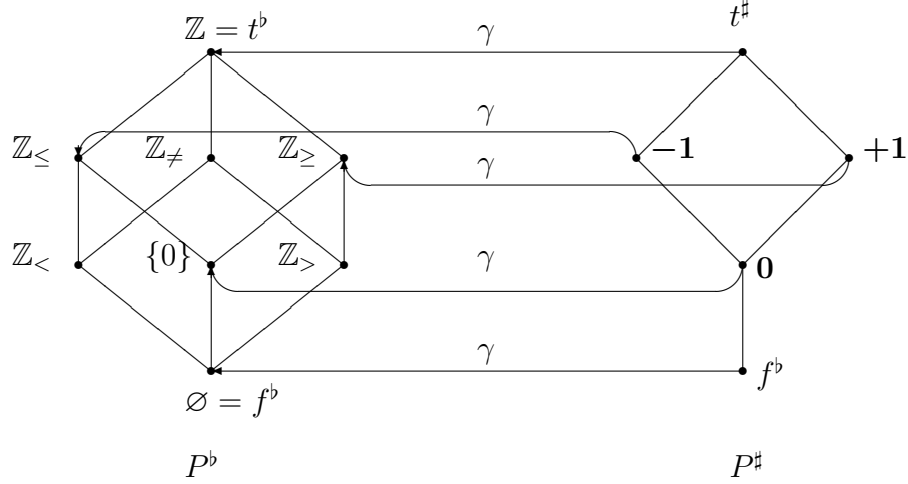 ℤ = t♭ γ t♯
γ
ℤ≤ ℤ≠ ℤ≥ −1 +1
γ
ℤ< {0} ℤ> γ 0
γ f♭
∅ = f♭
P♭ P♯